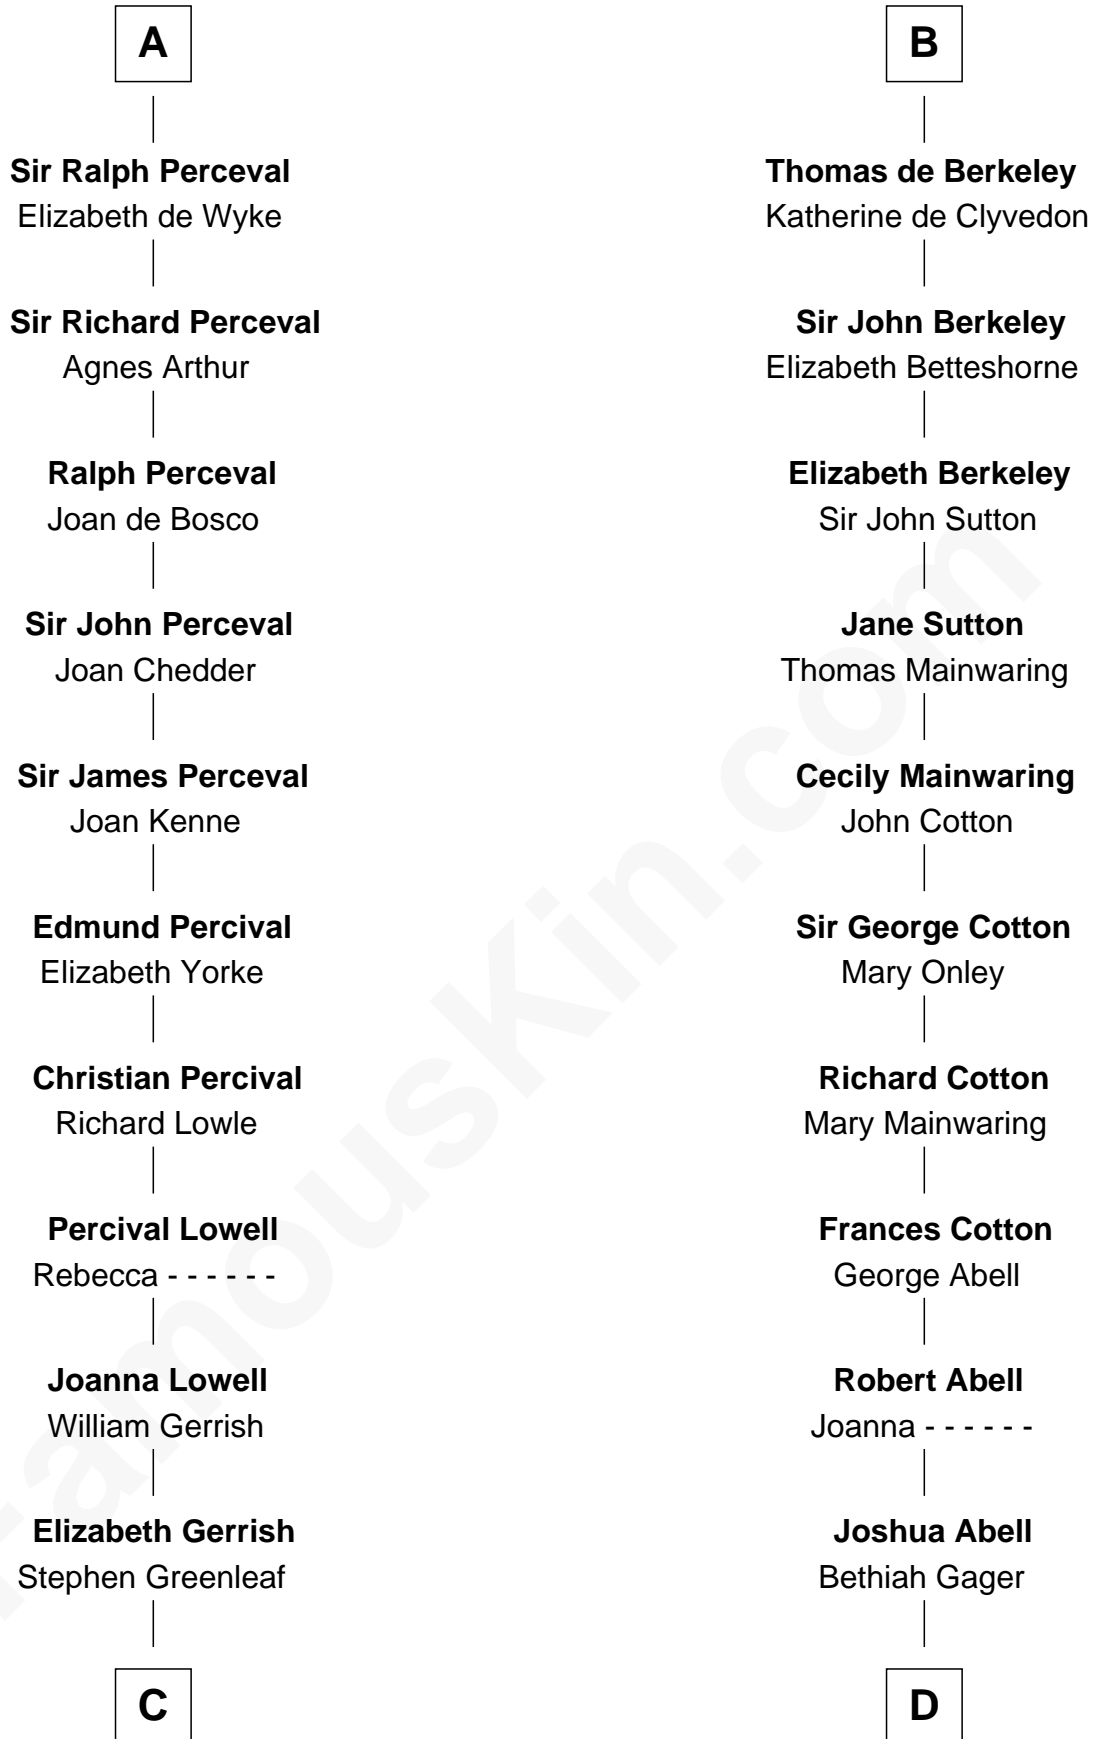 A
Sir Ralph Perceval
Elizabeth de Wyke
Sir Richard Perceval
Agnes Arthur
Ralph Perceval
Joan de Bosco
Sir John Perceval
Joan Chedder
Sir James Perceval
Joan Kenne
Edmund Percival
Elizabeth Yorke
Christian Percival
Richard Lowle
Percival Lowell
Rebecca - - - - - -
Joanna Lowell
William Gerrish
Elizabeth Gerrish
Stephen Greenleaf
C
B
Thomas de Berkeley
Katherine de Clyvedon
Sir John Berkeley
Elizabeth Betteshorne
Elizabeth Berkeley
Sir John Sutton
Jane Sutton
Thomas Mainwaring
Cecily Mainwaring
John Cotton
Sir George Cotton
Mary Onley
Richard Cotton
Mary Mainwaring
Frances Cotton
George Abell
Robert Abell
Joanna - - - - - -
Joshua Abell
Bethiah Gager
D
FamousKin.com